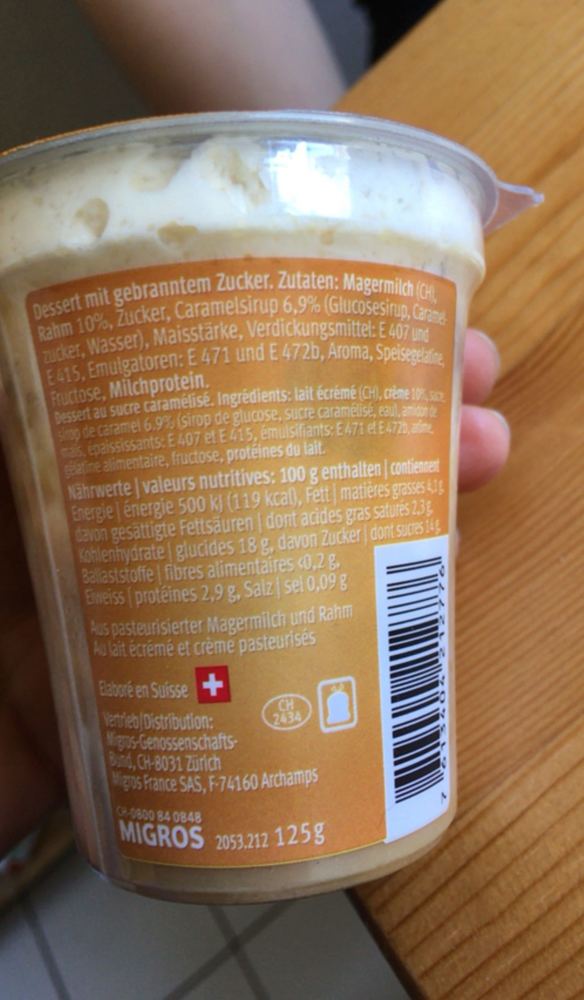 Dessert mit gebranntem Zucker. Zutaten: Magermilch (CH),
Rahm 10%, Zucker, Caramelsirup 6,9% (Glucosesirup, Caramel-
zucker, Wasser), Maisstärke, Verdickungsmittel: E 407 und
E 415, Emulgatoren: E 471 und E 472b, Aroma, Speisegelatine,
Fructose, Milchprotein.
Dessert au sucre caramélisé. Ingrédients: lait écrémé (CH), crème 10%, sucre,
sirop de caramel 6,9% (sirop de glucose, sucre caramélisé, eau), amidon de
maïs, épaississants: E 407 et E 415, émulsifiants: E 471 et E 472b, arôme,
gélatine alimentaire, fructose, protéines du lait.
Nährwerte | valeurs nutritives: 100 g enthalten | contiennent
Energie | énergie 500 kJ (119 kcal), Fett | matières grasses 4,1 g,
davon gesättigte Fettsäuren | dont acides gras saturés 2,3 g,
Kohlenhydrate | glucides 18 g, davon Zucker | dont sucres 14 g,
Ballaststoffe | fibres alimentaires <0,2 g,
Eiweiss | protéines 2,9 g, Salz | sel 0,09 g
Aus pasteurisierter Magermilch und Rahm
Au lait écrémé et crème pasteurisés
Elaboré en Suisse
CH
2434
Vertrieb/Distribution:
Migros-Genossenschafts-
Bund, CH-8031 Zürich
Migros France SAS, F-74160 Archamps
CH-0800 84 0848
MIGROS 2053.212 125g
7 613404 212776